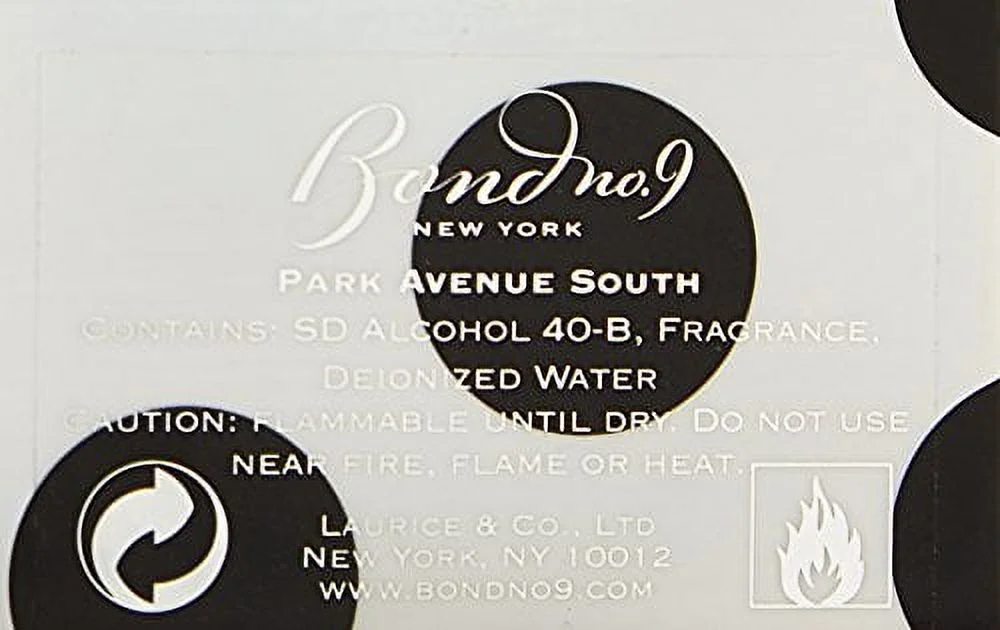 Bond no.9
NEW YORK
PARK AVENUE SOUTH
CONTAINS: SD ALCOHOL 40-B, FRAGRANCE,
DEIONIZED WATER
CAUTION: FLAMMABLE UNTIL DRY. DO NOT USE
NEAR FIRE, FLAME OR HEAT.
LAURICE & CO., LTD
NEW YORK, NY 10012
WWW.BONDNO9.COM